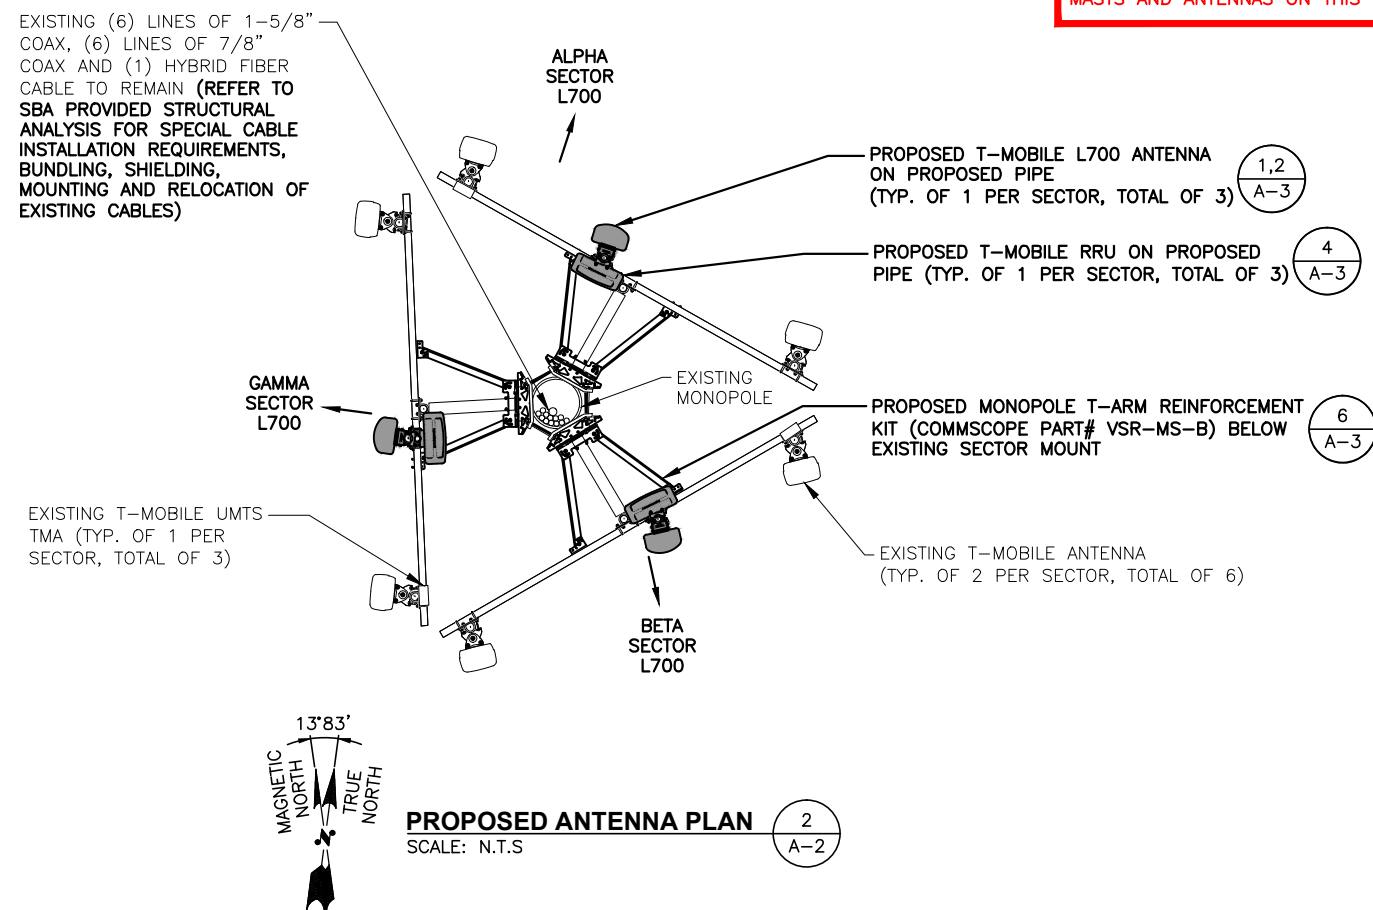 EXISTING (6) LINES OF 1-5/8"
COAX, (6) LINES OF 7/8"
COAX AND (1) HYBRID FIBER
CABLE TO REMAIN (REFER TO
SBA PROVIDED STRUCTURAL
ANALYSIS FOR SPECIAL CABLE
INSTALLATION REQUIREMENTS,
BUNDLING, SHIELDING,
MOUNTING AND RELOCATION OF
EXISTING CABLES)
MASTS AND ANTENNAS ON THIS
ALPHA
SECTOR
L700
PROPOSED T-MOBILE L700 ANTENNA
ON PROPOSED PIPE
(TYP. OF 1 PER SECTOR, TOTAL OF 3)
1,2
A-3
PROPOSED T-MOBILE RRU ON PROPOSED
PIPE (TYP. OF 1 PER SECTOR, TOTAL OF 3)
4
A-3
GAMMA
SECTOR
L700
EXISTING
MONOPOLE
PROPOSED MONOPOLE T-ARM REINFORCEMENT
KIT (COMMSCOPE PART# VSR-MS-B) BELOW
EXISTING SECTOR MOUNT
6
A-3
EXISTING T-MOBILE UMTS
TMA (TYP. OF 1 PER
SECTOR, TOTAL OF 3)
EXISTING T-MOBILE ANTENNA
(TYP. OF 2 PER SECTOR, TOTAL OF 6)
BETA
SECTOR
L700
13°83'
MAGNETIC
NORTH
TRUE
NORTH
N
PROPOSED ANTENNA PLAN
SCALE: N.T.S
2
A-2